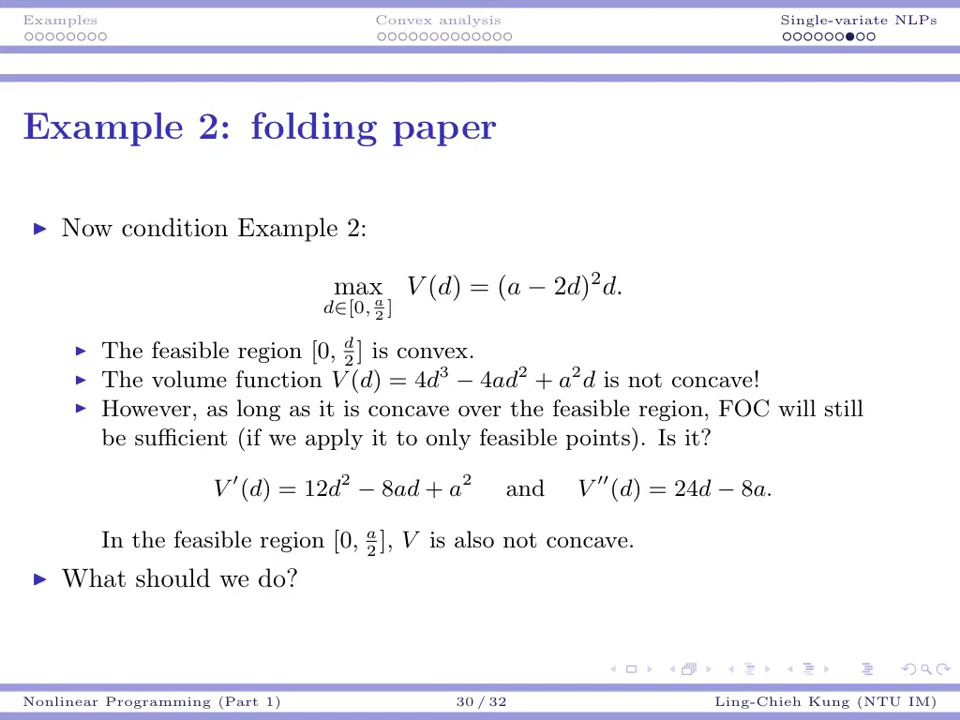 Examples Convex analysis Single-variate NLPs
Example 2: folding paper
► Now condition Example 2:
max V(d) = (a − 2d)²d.
d∈[0, a/2]
► The feasible region [0, d/2] is convex.
► The volume function V(d) = 4d³ − 4ad² + a²d is not concave!
► However, as long as it is concave over the feasible region, FOC will still
be sufficient (if we apply it to only feasible points). Is it?
V′(d) = 12d² − 8ad + a² and V′′(d) = 24d − 8a.
In the feasible region [0, a/2], V is also not concave.
► What should we do?
Nonlinear Programming (Part 1) 30 / 32 Ling-Chieh Kung (NTU IM)